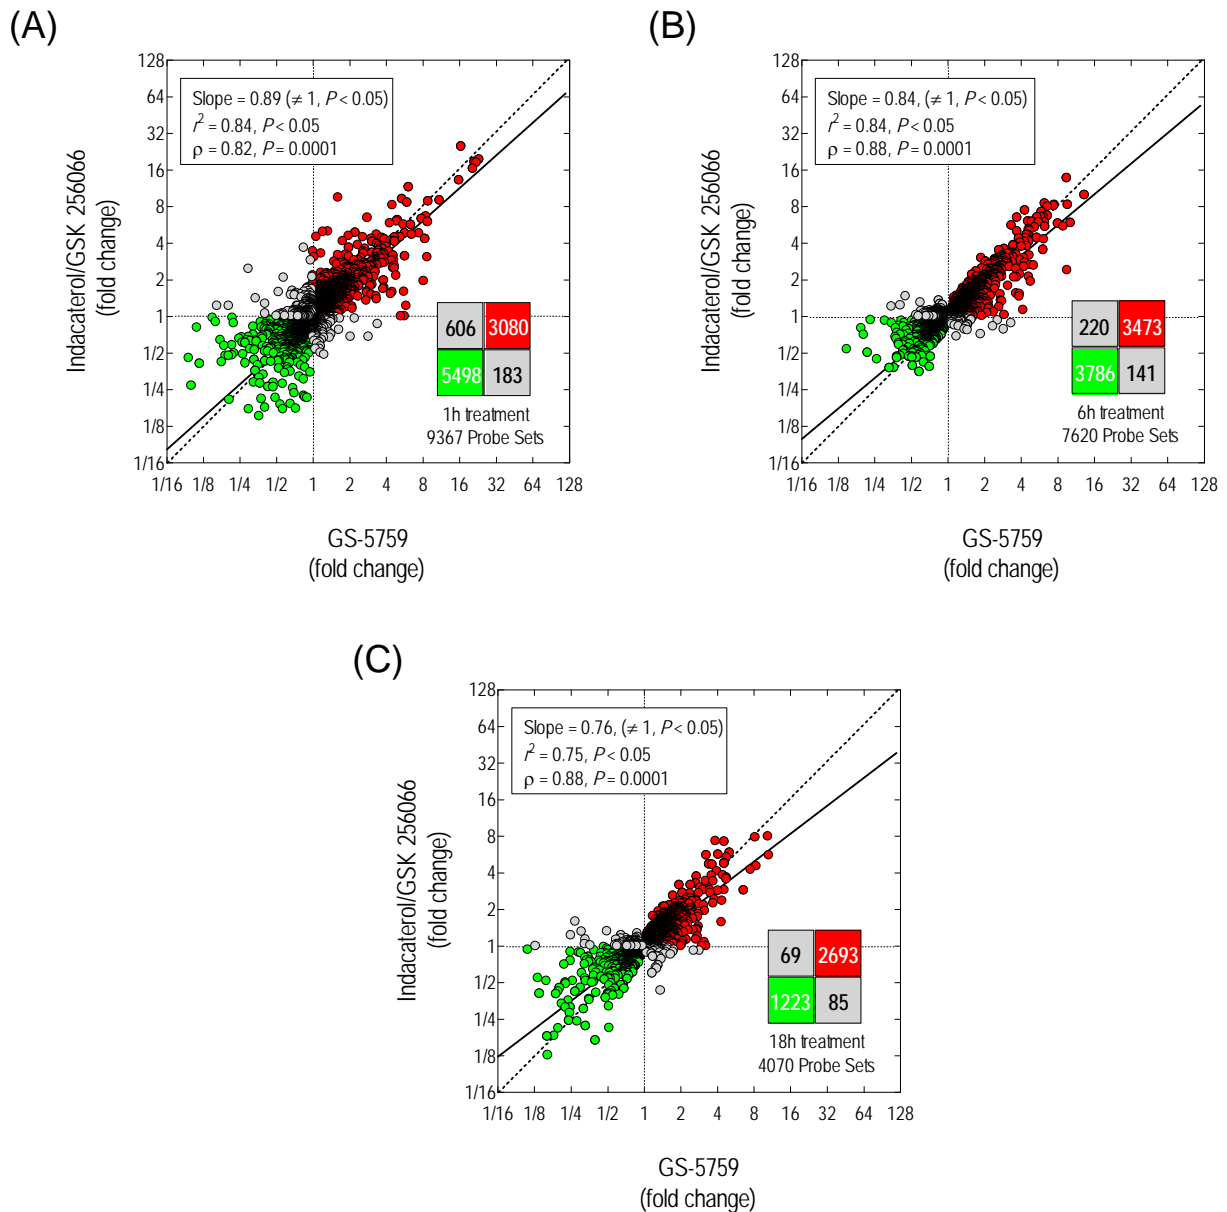 (A)
128
64
32
16
8
4
2
1
1/2
1/4
1/8
1/16
Indacaterol/GSK 256066
(fold change)
Slope = 0.89 (≠ 1, P < 0.05)
r² = 0.84, P < 0.05
ρ = 0.82, P = 0.0001
606 3080
5498 183
1h treatment
9367 Probe Sets
1/16 1/8 1/4 1/2 1 2 4 8 16 32 64 128
GS-5759
(fold change)
(B)
128
64
32
16
8
4
2
1
1/2
1/4
1/8
1/16
Indacaterol/GSK 256066
(fold change)
Slope = 0.84, (≠ 1, P < 0.05)
r² = 0.84, P < 0.05
ρ = 0.88, P = 0.0001
220 3473
3786 141
6h treatment
7620 Probe Sets
1/16 1/8 1/4 1/2 1 2 4 8 16 32 64 128
GS-5759
(fold change)
(C)
128
64
32
16
8
4
2
1
1/2
1/4
1/8
1/16
Indacaterol/GSK 256066
(fold change)
Slope = 0.76, (≠ 1, P < 0.05)
r² = 0.75, P < 0.05
ρ = 0.88, P = 0.0001
69 2693
1223 85
18h treatment
4070 Probe Sets
1/16 1/8 1/4 1/2 1 2 4 8 16 32 64 128
GS-5759
(fold change)